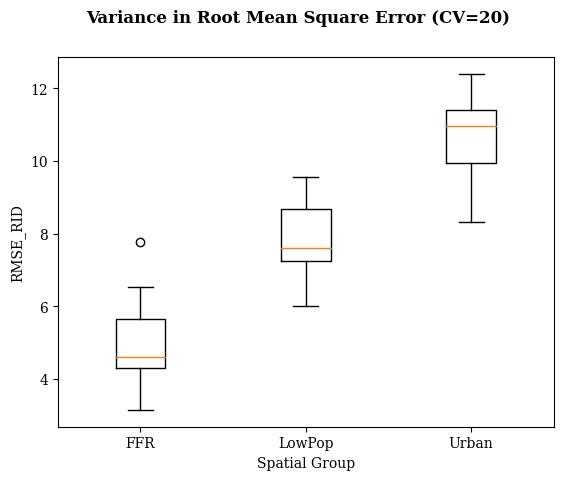 Variance in Root Mean Square Error (CV=20)
12
10
8
6
4
RMSE_RID
FFR LowPop Urban
Spatial Group